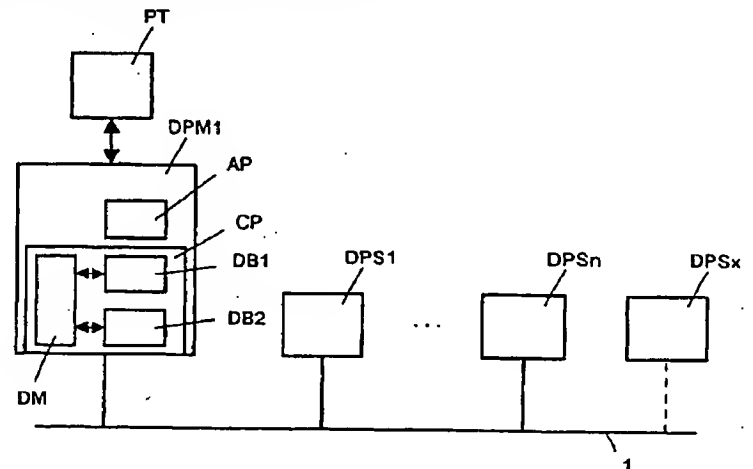 PT
DPM1
AP
CP
DPS1
DPSn
DPSx
DB1
...
DB2
DM
1